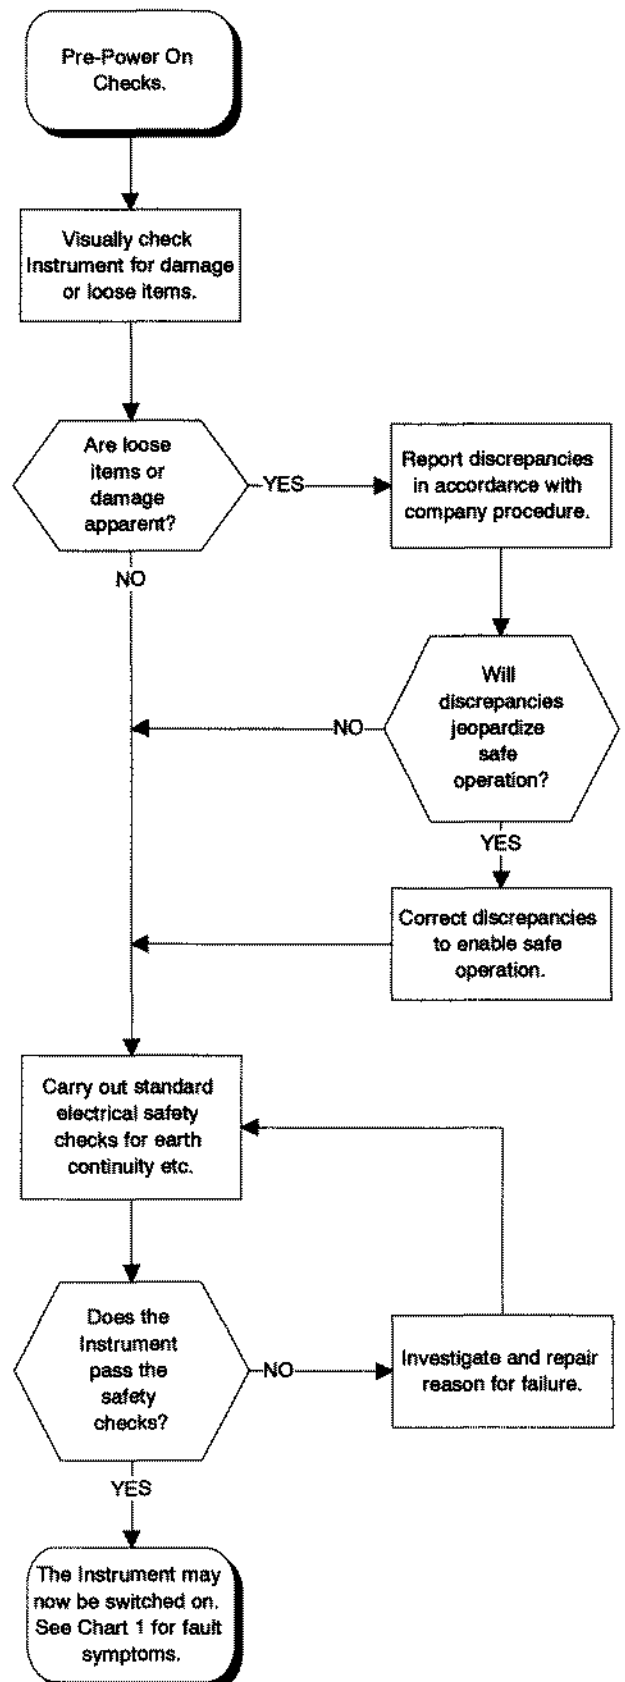 Pre-Power On
Checks.
Visually check
Instrument for damage
or loose items.
Are loose
items or
damage
apparent?
YES
Report discrepancies
in accordance with
company procedure.
NO
Will
discrepancies
jeopardize
safe
operation?
NO
YES
Correct discrepancies
to enable safe
operation.
Carry out standard
electrical safety
checks for earth
continuity etc.
Does the
Instrument
pass the
safety
checks?
NO
Investigate and repair
reason for failure.
YES
The Instrument may
now be switched on.
See Chart 1 for fault
symptoms.